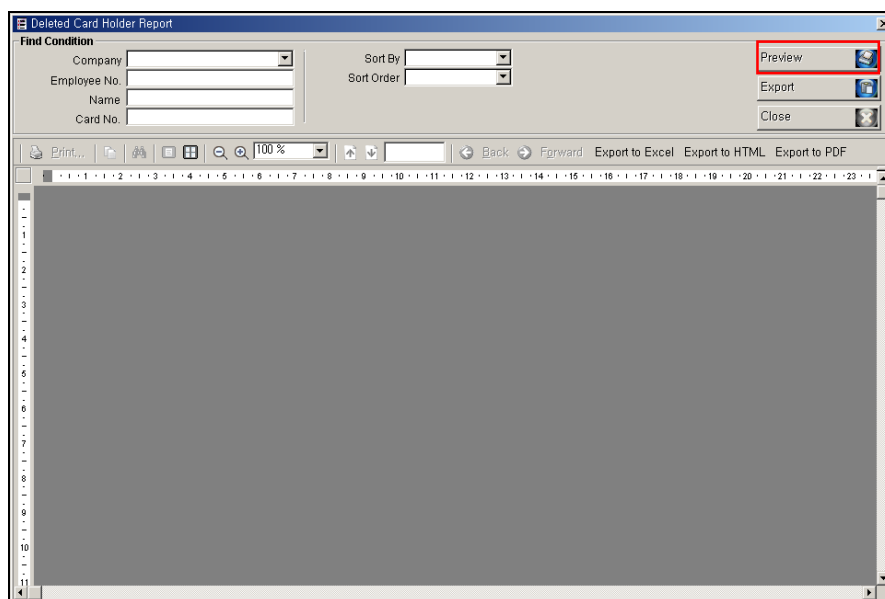 Deleted Card Holder Report
Find Condition
Company
Employee No.
Name
Card No.
Sort By
Sort Order
Preview
Export
Close
Print... 100 % Back Forward Export to Excel Export to HTML Export to PDF
1 2 3 4 5 6 7 8 9 10 11 12 13 14 15 16 17 18 19 20 21 22 23
1
2
3
4
5
6
7
8
9
10
11